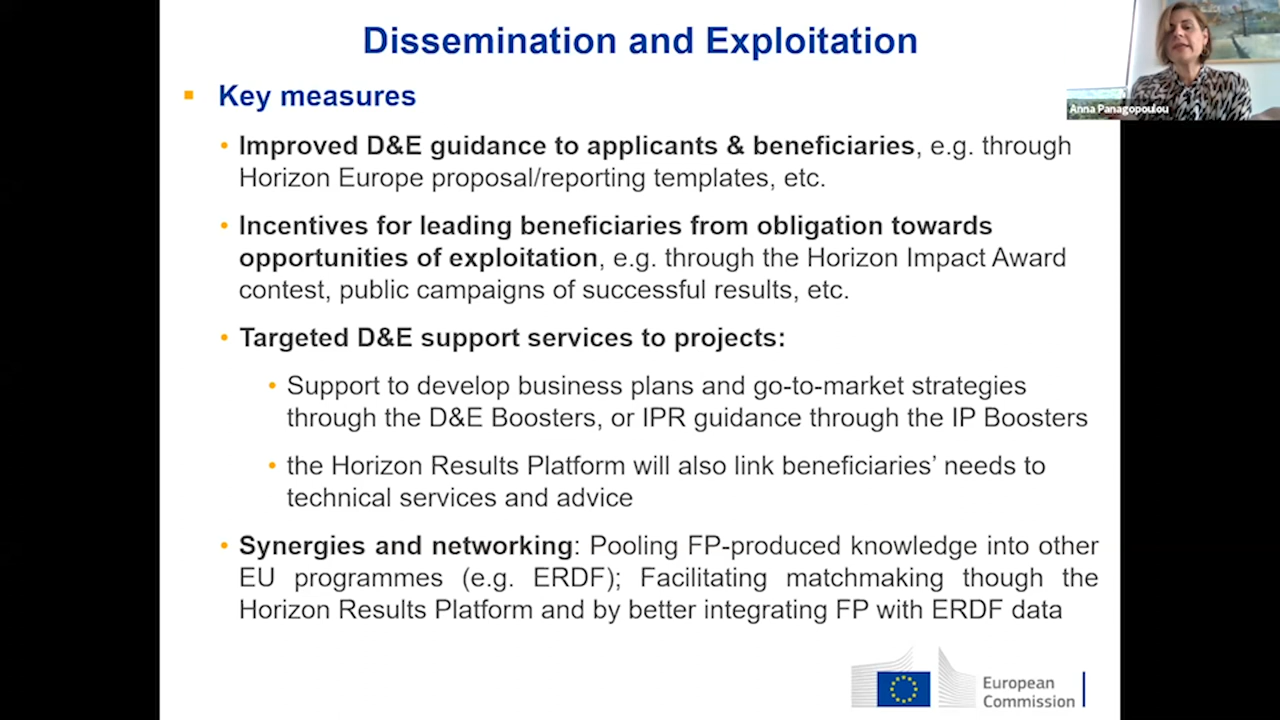 Dissemination and Exploitation
Anna Panagopoulou
▪ Key measures
• Improved D&E guidance to applicants & beneficiaries, e.g. through
Horizon Europe proposal/reporting templates, etc.
• Incentives for leading beneficiaries from obligation towards
opportunities of exploitation, e.g. through the Horizon Impact Award
contest, public campaigns of successful results, etc.
• Targeted D&E support services to projects:
• Support to develop business plans and go-to-market strategies
through the D&E Boosters, or IPR guidance through the IP Boosters
• the Horizon Results Platform will also link beneficiaries’ needs to
technical services and advice
• Synergies and networking: Pooling FP-produced knowledge into other
EU programmes (e.g. ERDF); Facilitating matchmaking though the
Horizon Results Platform and by better integrating FP with ERDF data
European
Commission